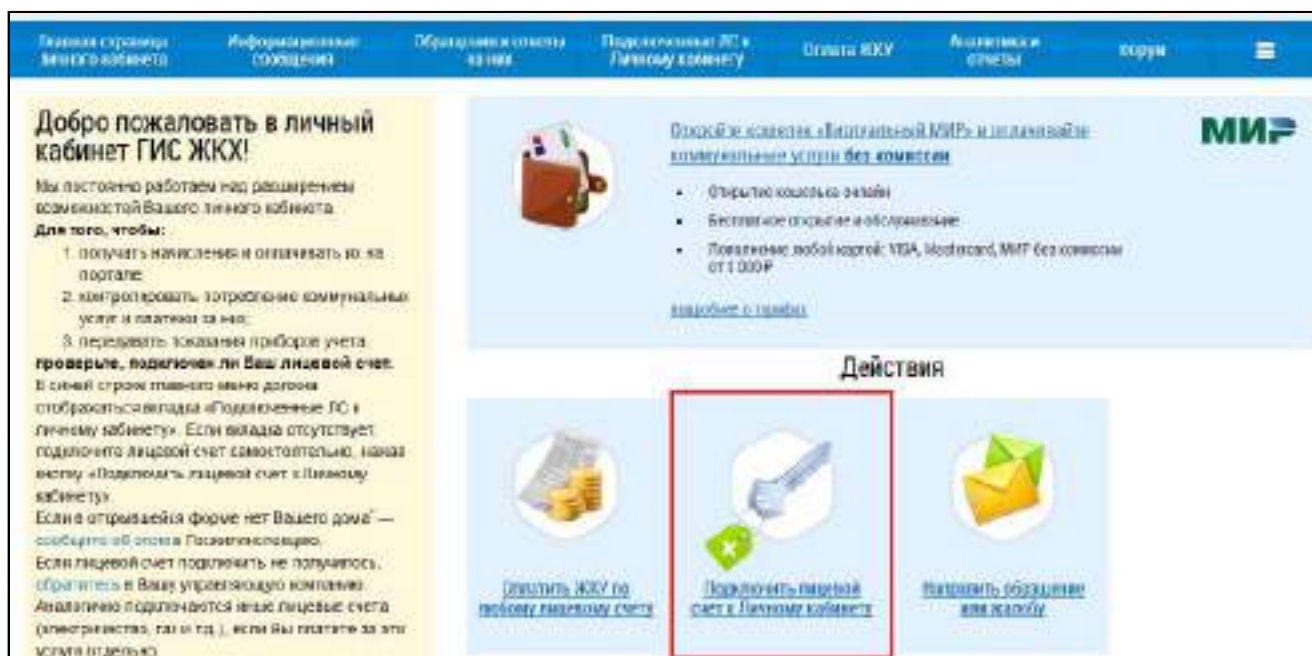 Главная страница
личного кабинета
Информационные
сообщения
Обращения и ответы
на них
Подключенные ЛС к
Личному кабинету
Оплата ЖКУ
Аналитика и
отчеты
Форум
Добро пожаловать в личный
кабинет ГИС ЖКХ!
Мы постоянно работаем над расширением
возможностей Вашего личного кабинета.
Для того, чтобы:
1. получать начисления и оплачивать их на
портале
2. контролировать потребление коммунальных
услуг и платежи за них;
3. передавать показания приборов учета
проверьте, подключен ли Ваш лицевой счет.
В синей строке главного меню должна
отображаться вкладка «Подключенные ЛС к
личному кабинету». Если вкладка отсутствует,
подключите лицевой счет самостоятельно, нажав
кнопку «Подключить лицевой счет к Личному
кабинету».
Если в открывшейся форме нет Вашего дома* —
сообщите об этом в Госжилинспекцию.
Если лицевой счет подключить не получилось,
обратитесь в Вашу управляющую компанию.
Аналогично подключаются иные лицевые счета
(электричество, газ и т.д.), если Вы платите за эти
услуги отдельно.
Откройте кошелек «Виртуальный МИР» и оплачивайте
коммунальные услуги без комиссии
МИР
• Открытие кошелька онлайн
• Бесплатное открытие и обслуживание
• Пополнение любой картой: VISA, Mastercard, МИР без комиссии
от 1 000 ₽
подробнее о тарифах
Действия
Оплатить ЖКУ по
любому лицевому счету
Подключить лицевой
счет к Личному кабинету
Направить обращение
или жалобу